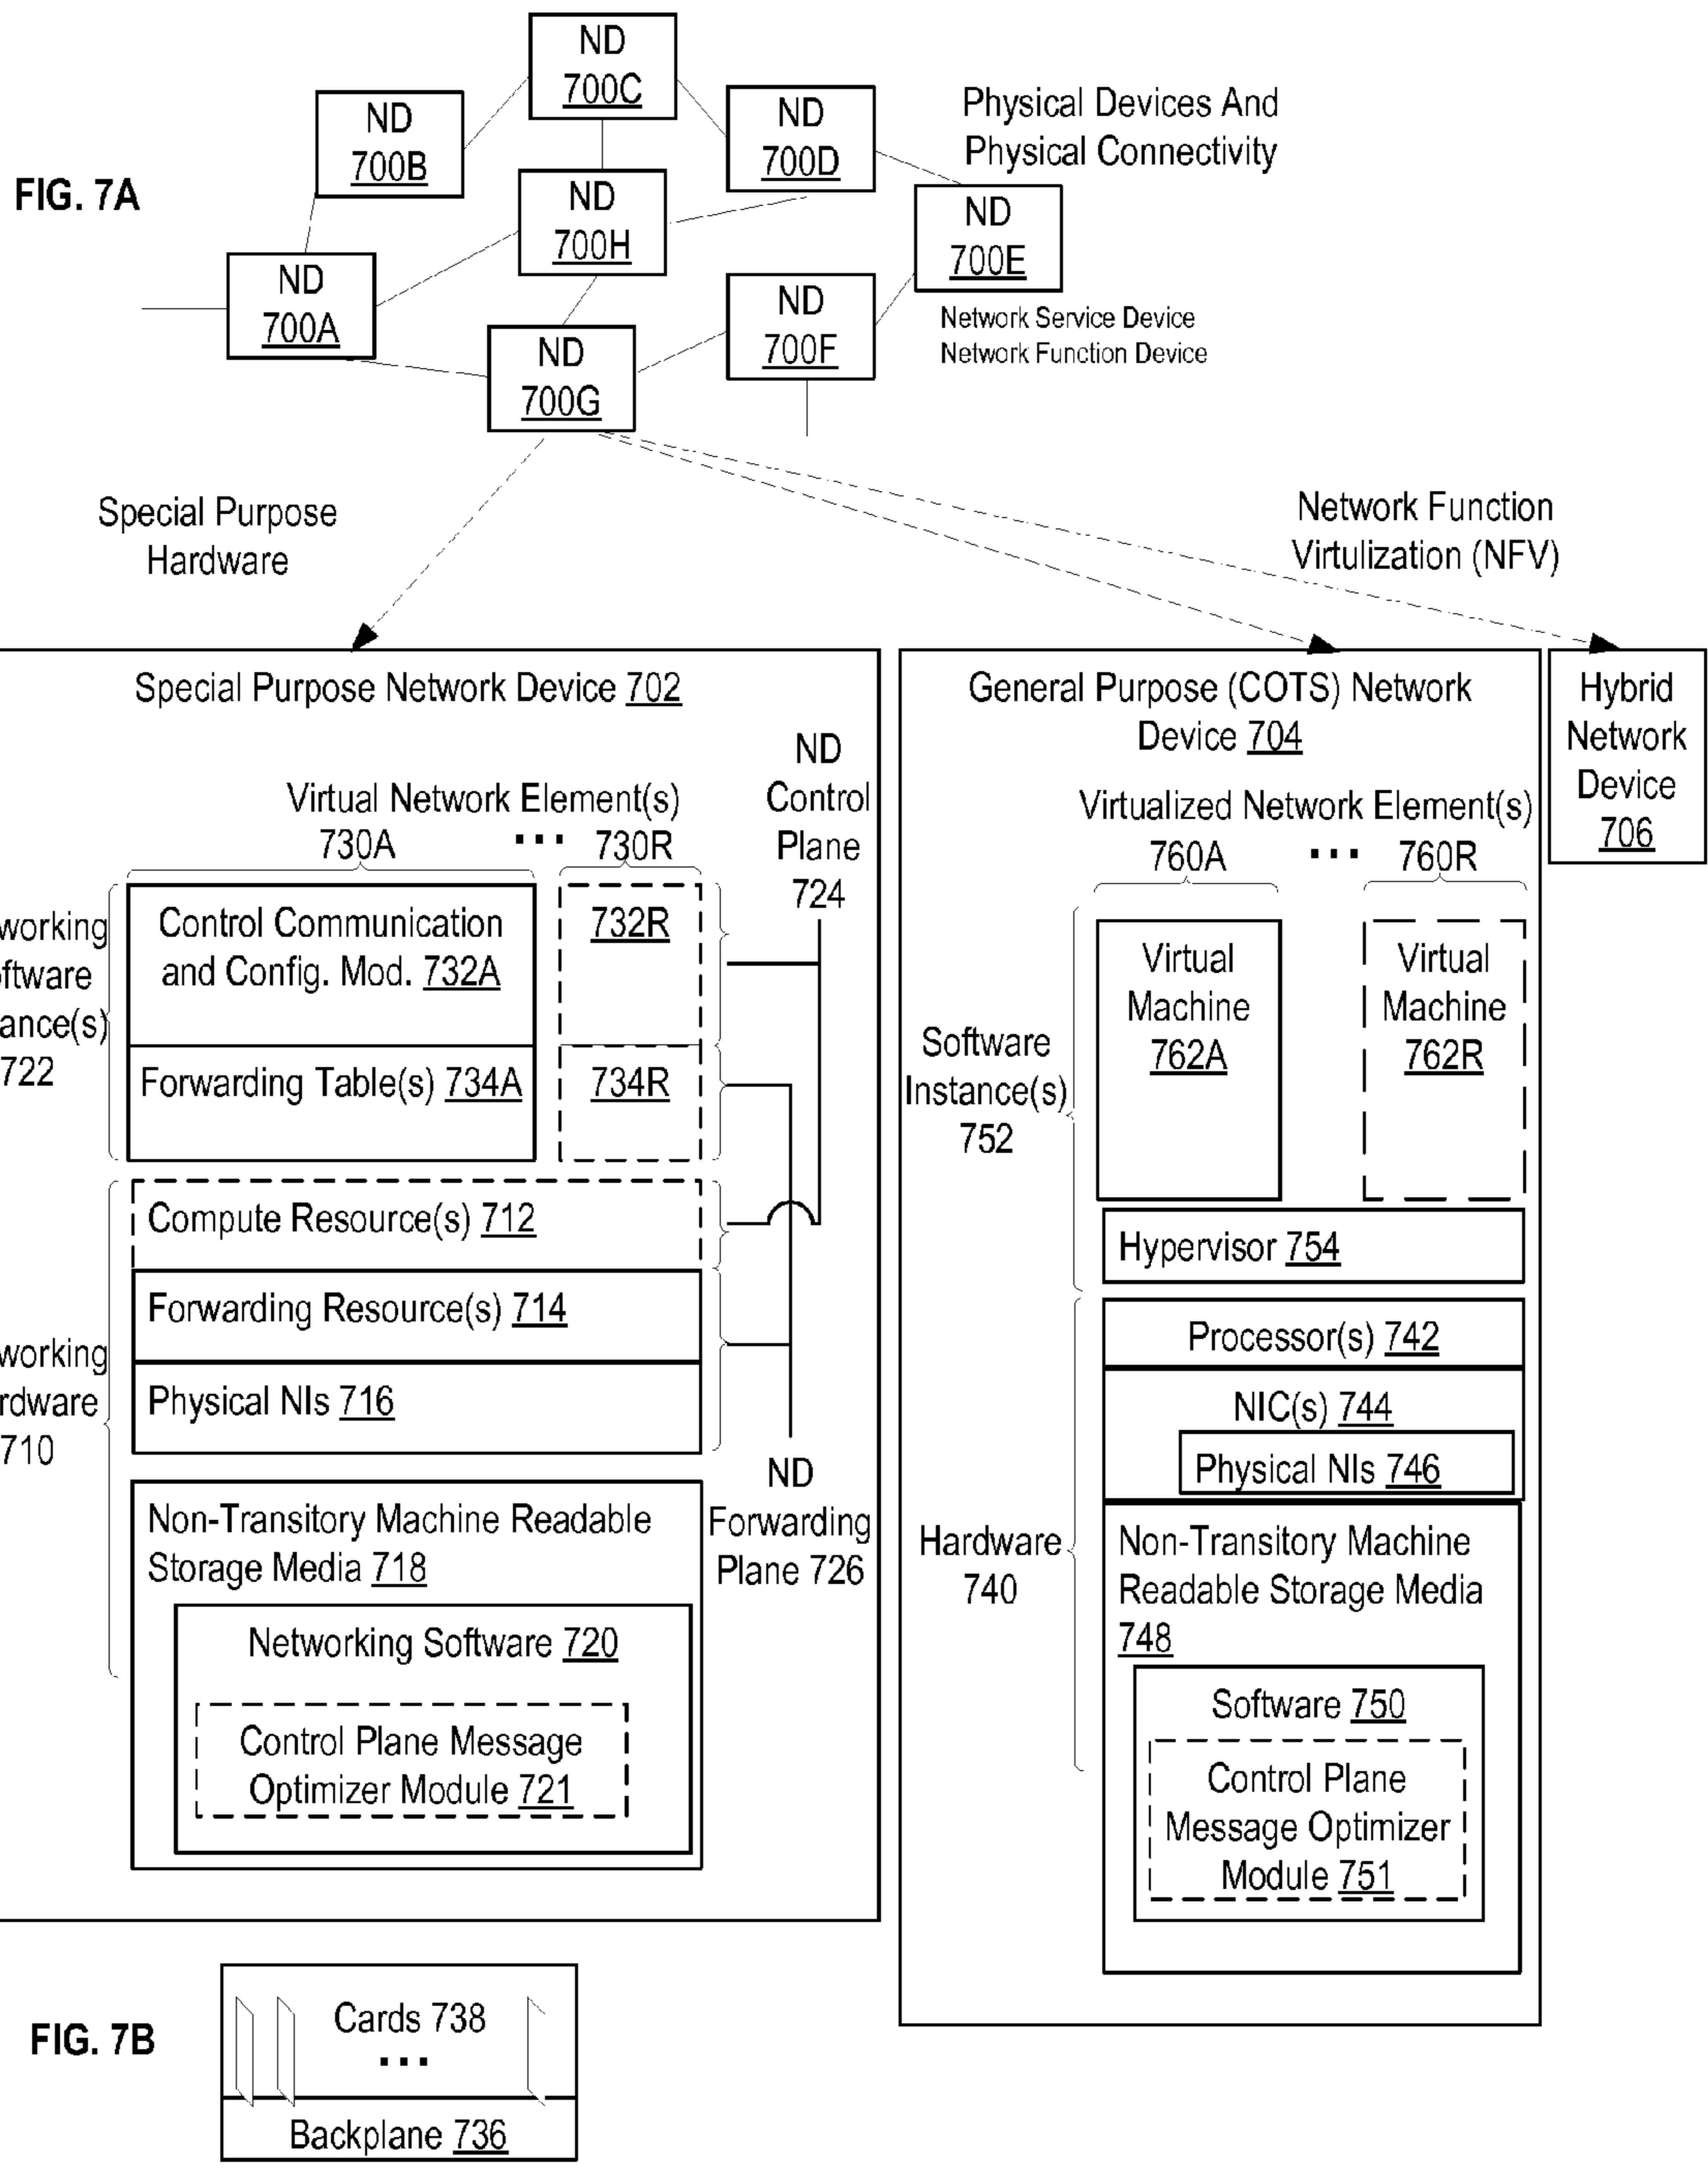 ND
700C
ND
700B
ND
700D
Physical Devices And
Physical Connectivity
FIG. 7A
ND
700H
ND
700E
ND
700A
ND
700F
Network Service Device
Network Function Device
ND
700G
Special Purpose
Hardware
Network Function
Virtulization (NFV)
Special Purpose Network Device 702
ND
Control
Plane
724
Virtual Network Element(s)
730A ... 730R
working
ftware
ance(s)
722
Control Communication
and Config. Mod. 732A
732R
Forwarding Table(s) 734A
734R
Compute Resource(s) 712
Forwarding Resource(s) 714
Physical NIs 716
working
rdware
710
ND
Forwarding
Plane 726
Non-Transitory Machine Readable
Storage Media 718
Networking Software 720
Control Plane Message
Optimizer Module 721
General Purpose (COTS) Network
Device 704
Virtualized Network Element(s)
760A ... 760R
Software
Instance(s)
752
Virtual
Machine
762A
Virtual
Machine
762R
Hypervisor 754
Processor(s) 742
NIC(s) 744
Physical NIs 746
Hardware
740
Non-Transitory Machine
Readable Storage Media
748
Software 750
Control Plane
Message Optimizer
Module 751
Hybrid
Network
Device
706
FIG. 7B
Cards 738
...
Backplane 736